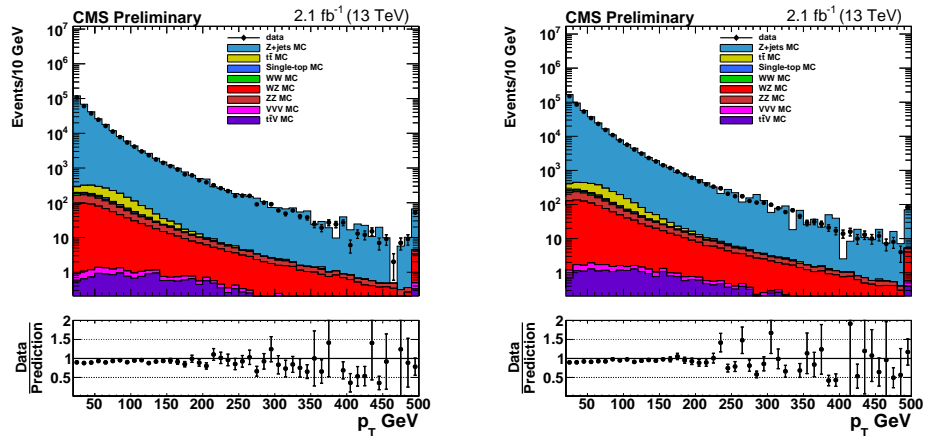 CMS Preliminary 2.1 fb⁻¹ (13 TeV)
Events/10 GeV
10⁷
10⁶
10⁵
10⁴
10³
10²
10
1
data
Z+jets MC
tt̄ MC
Single-top MC
WW MC
WZ MC
ZZ MC
VVV MC
tt̄V MC
Data
Prediction
2
1.5
1
0.5
50 100 150 200 250 300 350 400 450 500
p_T GeV
CMS Preliminary 2.1 fb⁻¹ (13 TeV)
Events/10 GeV
10⁷
10⁶
10⁵
10⁴
10³
10²
10
1
data
Z+jets MC
tt̄ MC
Single-top MC
WW MC
WZ MC
ZZ MC
VVV MC
tt̄V MC
Data
Prediction
2
1.5
1
0.5
50 100 150 200 250 300 350 400 450 500
p_T GeV